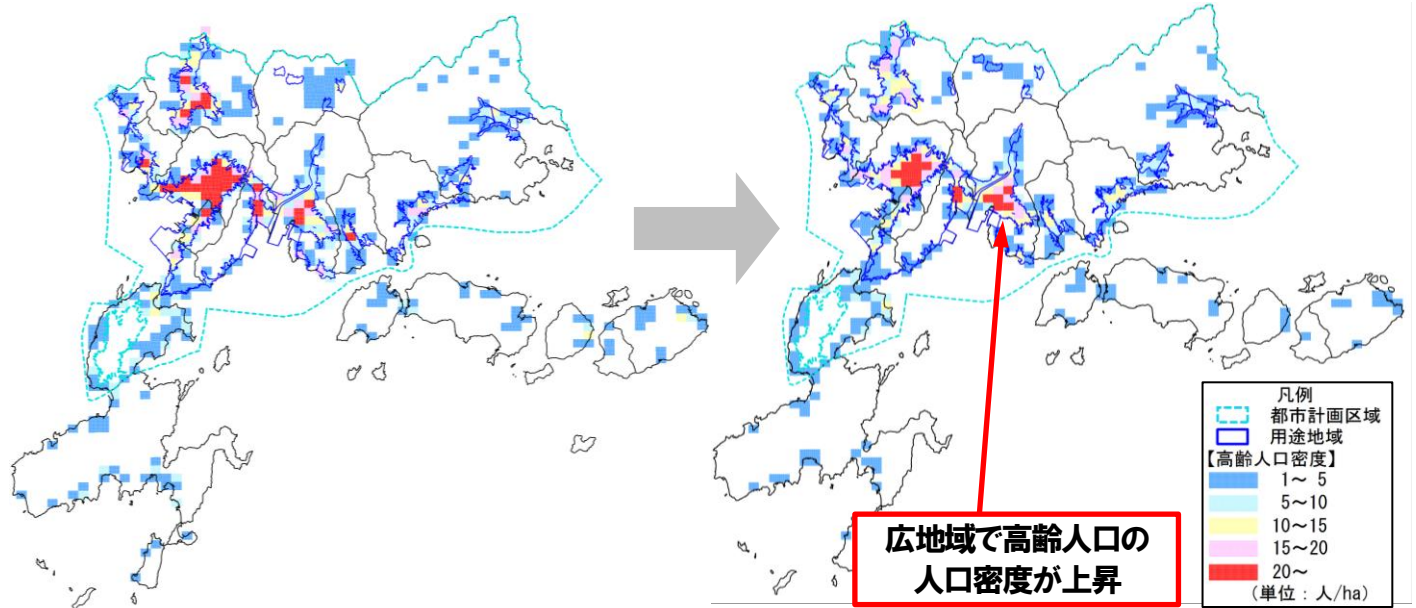 広地域で高齢人口の
人口密度が上昇
凡例
都市計画区域
用途地域
【高齢人口密度】
1～ 5
5～10
10～15
15～20
20～
(単位：人/ha)